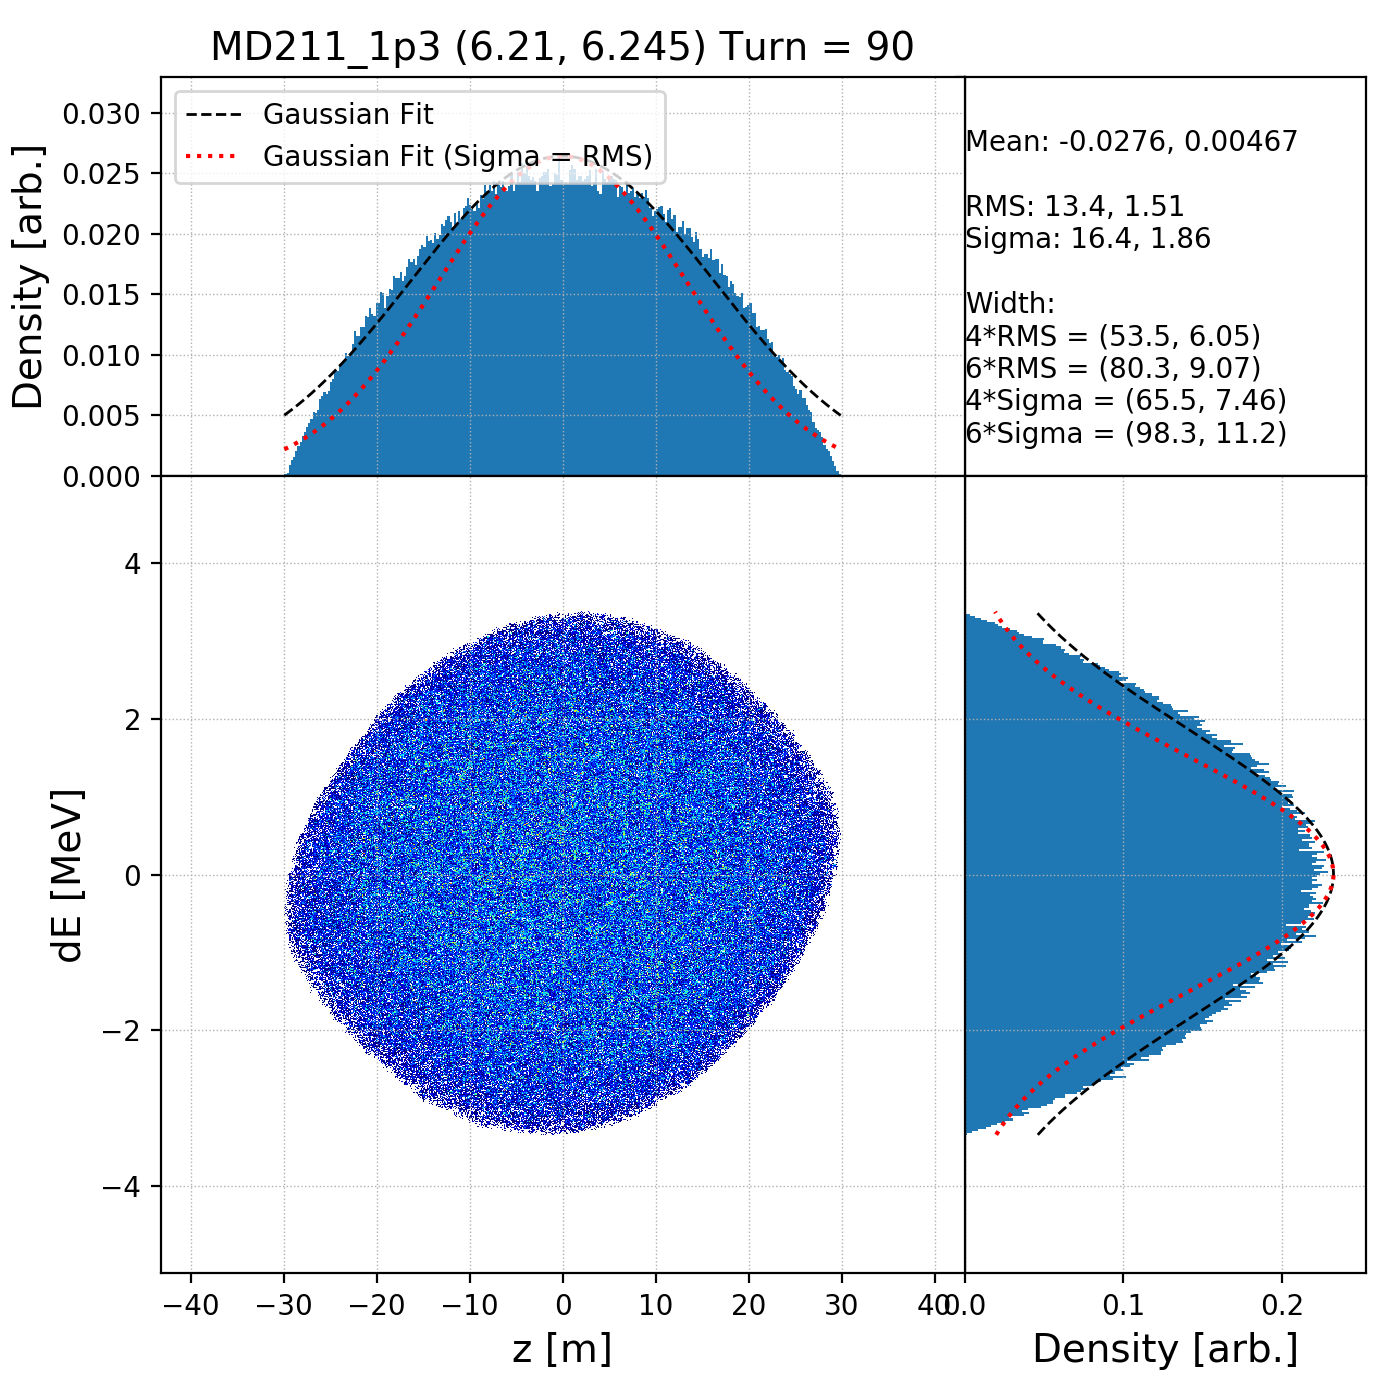 MD211_1p3 (6.21, 6.245) Turn = 90
Gaussian Fit
Gaussian Fit (Sigma = RMS)
Density [arb.]
0.030
0.025
0.020
0.015
0.010
0.005
0.000
Mean: -0.0276, 0.00467
RMS: 13.4, 1.51
Sigma: 16.4, 1.86
Width:
4*RMS = (53.5, 6.05)
6*RMS = (80.3, 9.07)
4*Sigma = (65.5, 7.46)
6*Sigma = (98.3, 11.2)
dE [MeV]
4
2
0
−2
−4
−40 −30 −20 −10 0 10 20 30 40
z [m]
0.0 0.1 0.2
Density [arb.]